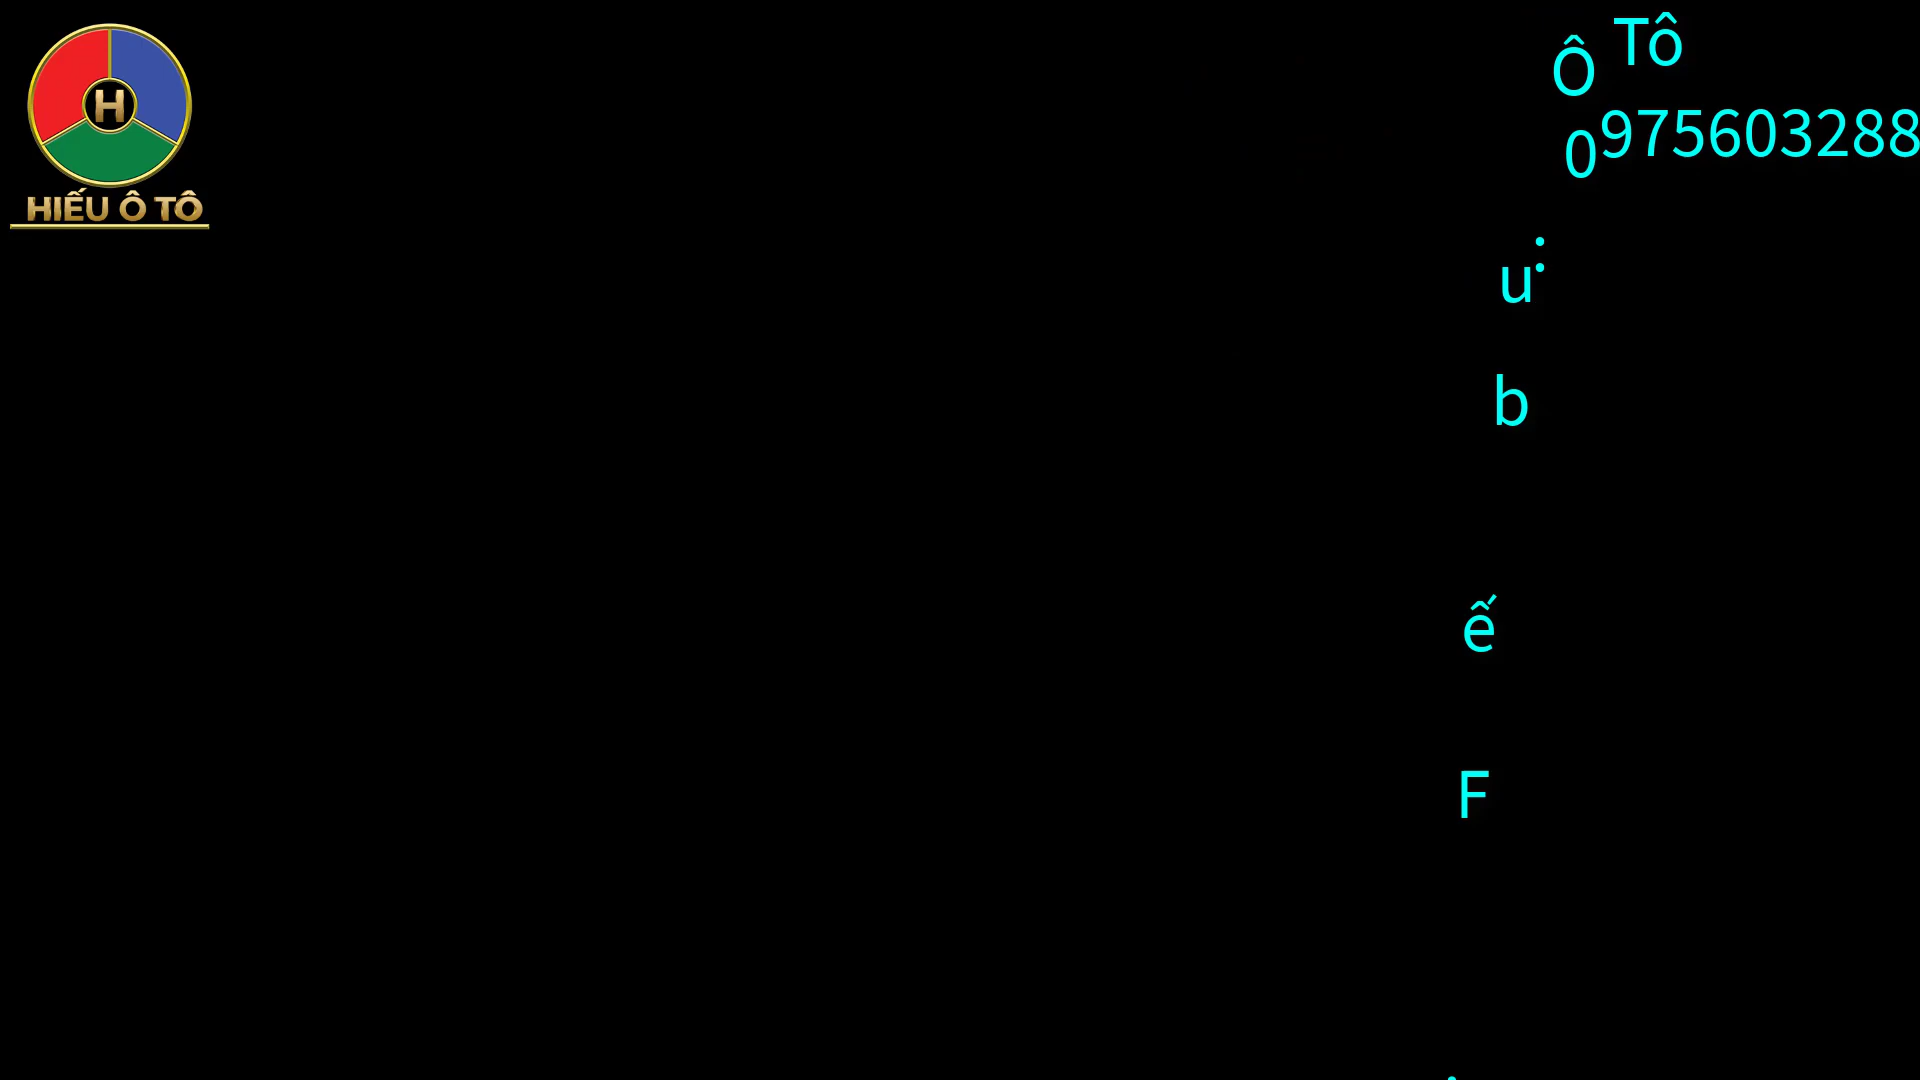 H
HIẾU Ô TÔ
Ô Tô
0975603288
u:
b
ế
F